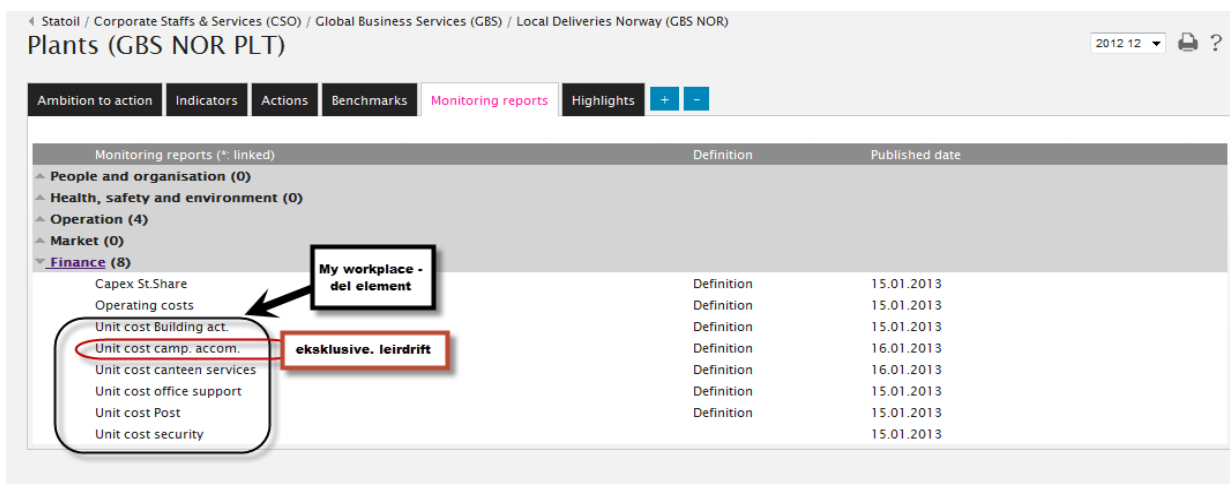 Statoil / Corporate Staffs & Services (CSO) / Global Business Services (GBS) / Local Deliveries Norway (GBS NOR)
Plants (GBS NOR PLT)
2012 12
?
Ambition to action Indicators Actions Benchmarks Monitoring reports Highlights + -
Monitoring reports (*: linked) Definition Published date
People and organisation (0)
Health, safety and environment (0)
Operation (4)
Market (0)
Finance (8)
My workplace -
del element
Capex St.Share Definition 15.01.2013
Operating costs Definition 15.01.2013
Unit cost Building act. Definition 15.01.2013
Unit cost camp. accom. Definition 16.01.2013
eksklusive. leirdrift
Unit cost canteen services Definition 16.01.2013
Unit cost office support Definition 15.01.2013
Unit cost Post Definition 15.01.2013
Unit cost security 15.01.2013